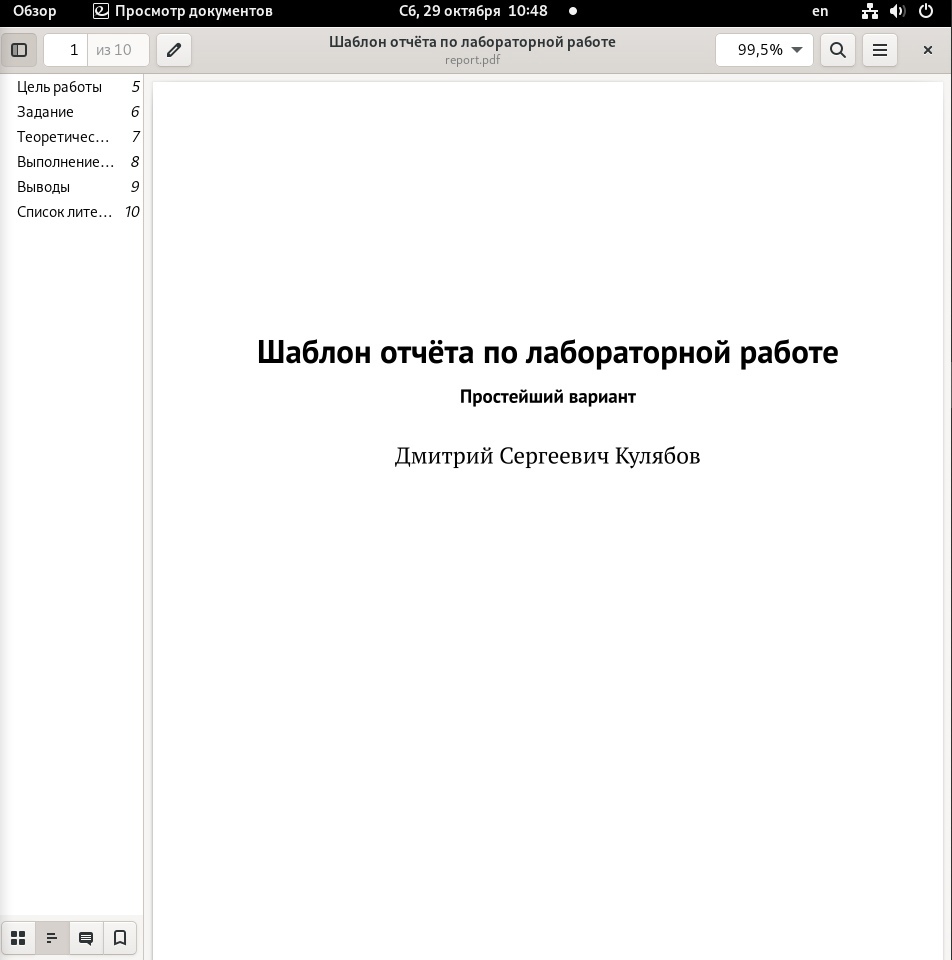 Обзор Просмотр документов Сб, 29 октября 10:48 en
1 из 10 Шаблон отчёта по лабораторной работе 99,5%
report.pdf
Цель работы 5
Задание 6
Теоретичес… 7
Выполнение… 8
Выводы 9
Список лите… 10
Шаблон отчёта по лабораторной работе
Простейший вариант
Дмитрий Сергеевич Кулябов